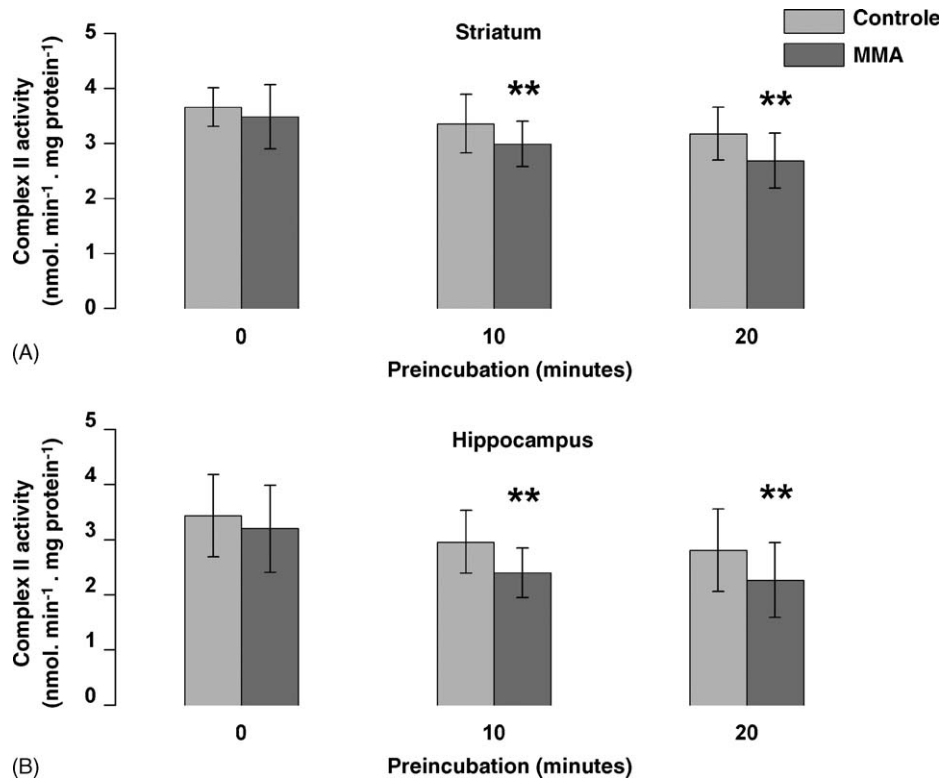 Controle
MMA
Striatum
Complex II activity
(nmol. min⁻¹ . mg protein⁻¹)
5
4
3
2
1
0
**
**
0
10
20
Preincubation (minutes)
(A)
Hippocampus
Complex II activity
(nmol. min⁻¹ . mg protein⁻¹)
5
4
3
2
1
0
**
**
0
10
20
Preincubation (minutes)
(B)